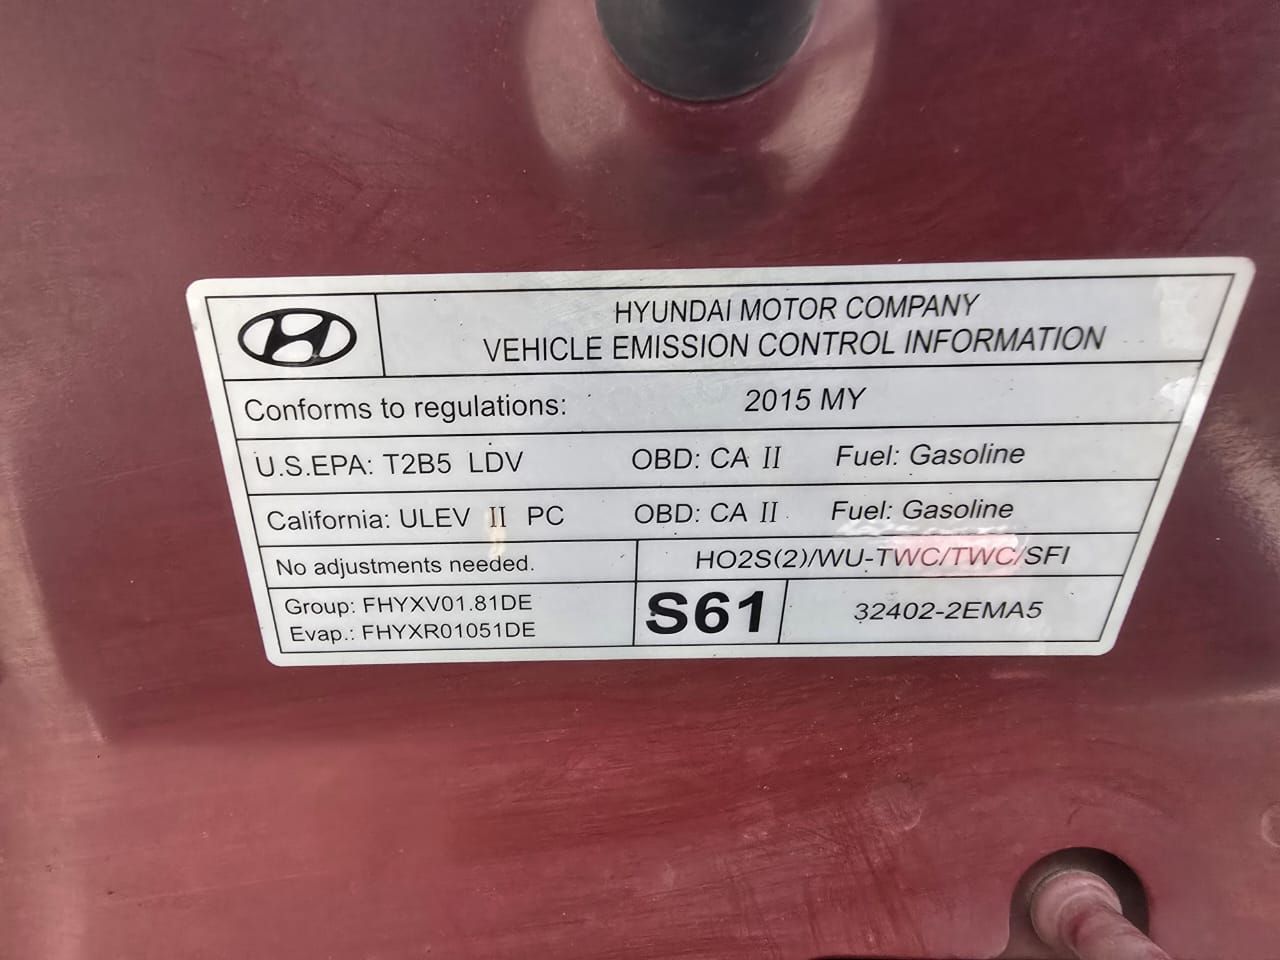 HYUNDAI MOTOR COMPANY
VEHICLE EMISSION CONTROL INFORMATION
Conforms to regulations: 2015 MY
U.S.EPA: T2B5 LDV OBD: CA II Fuel: Gasoline
California: ULEV II PC OBD: CA II Fuel: Gasoline
No adjustments needed. HO2S(2)/WU-TWC/TWC/SFI
Group: FHYXV01.81DE
Evap.: FHYXR01051DE
S61 32402-2EMA5